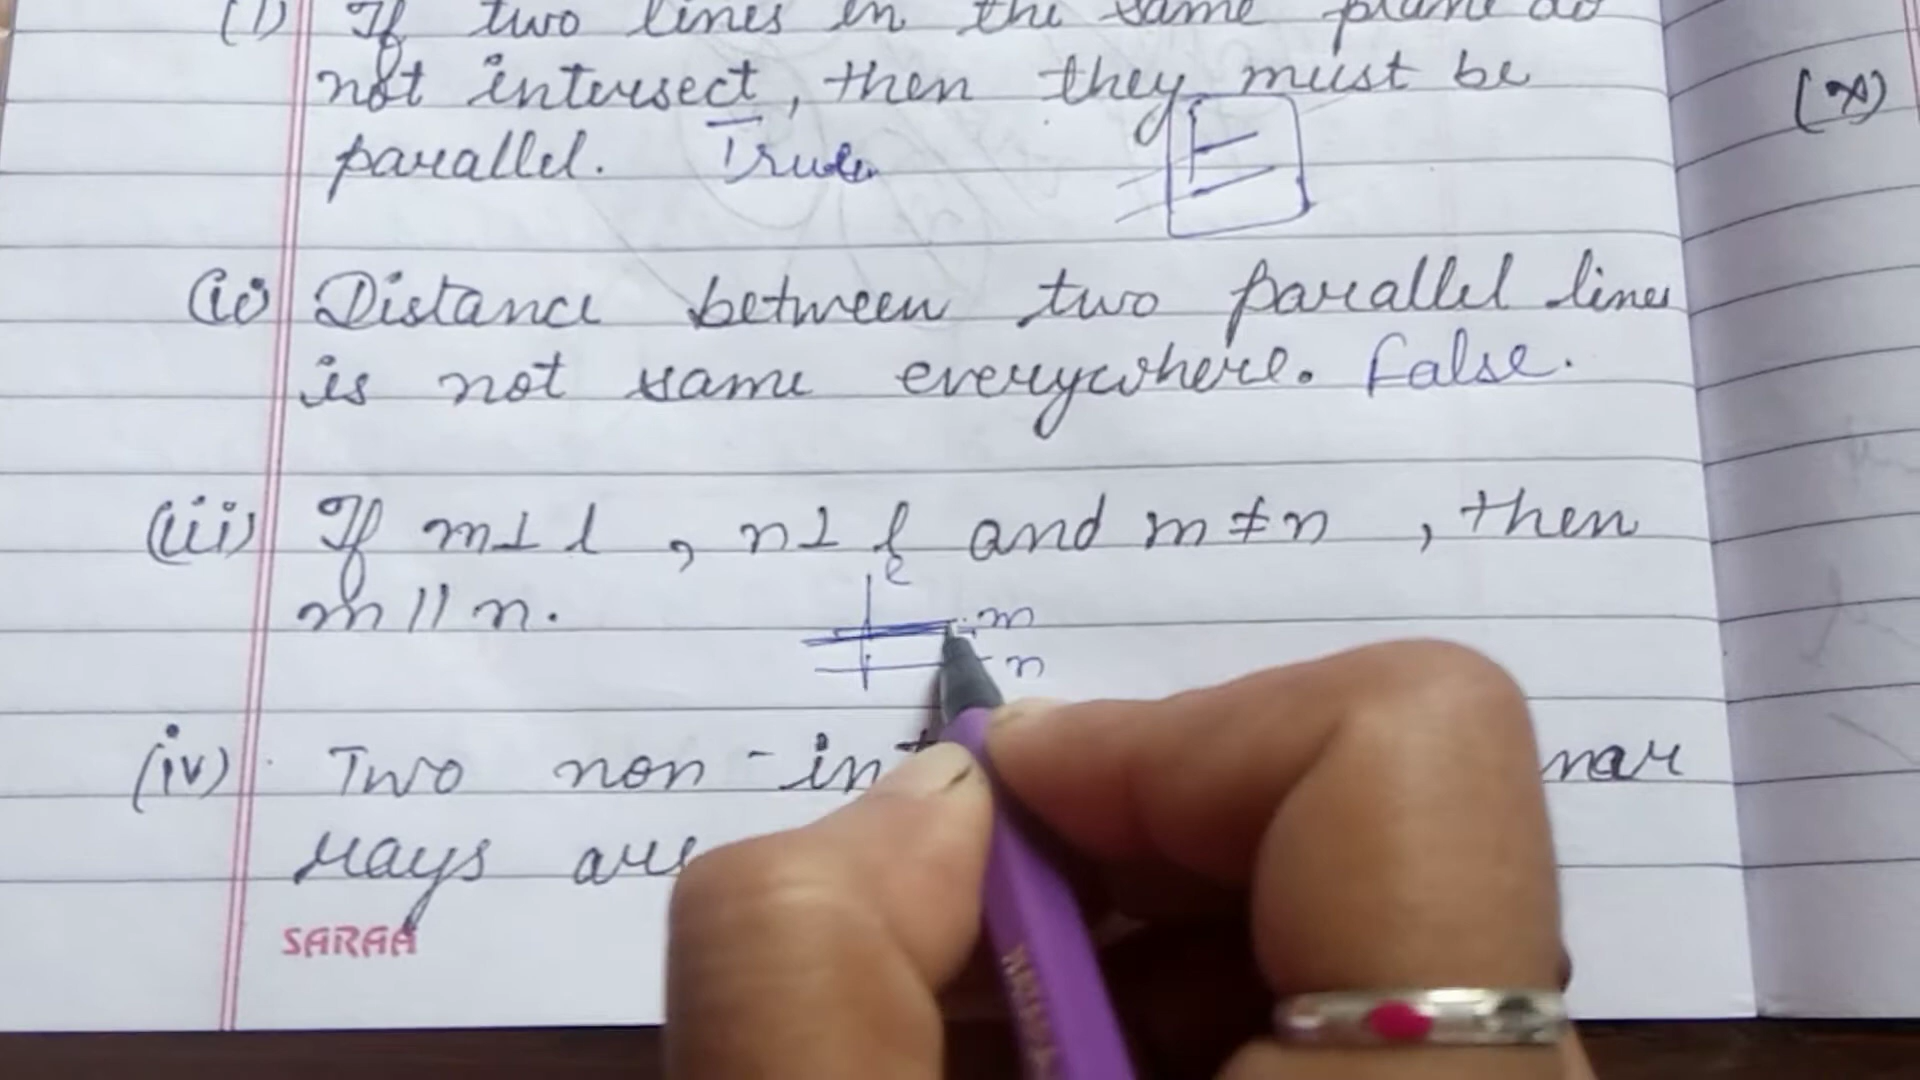 (i) If two lines in the same plane do
not intersect, then they must be
parallel. True
(ii) Distance between two parallel lines
is not same everywhere. False.
(iii) If m⊥l, n⊥l and m≠n, then
m||n.
l
m
n
(iv) Two non-
rays are
SARAA